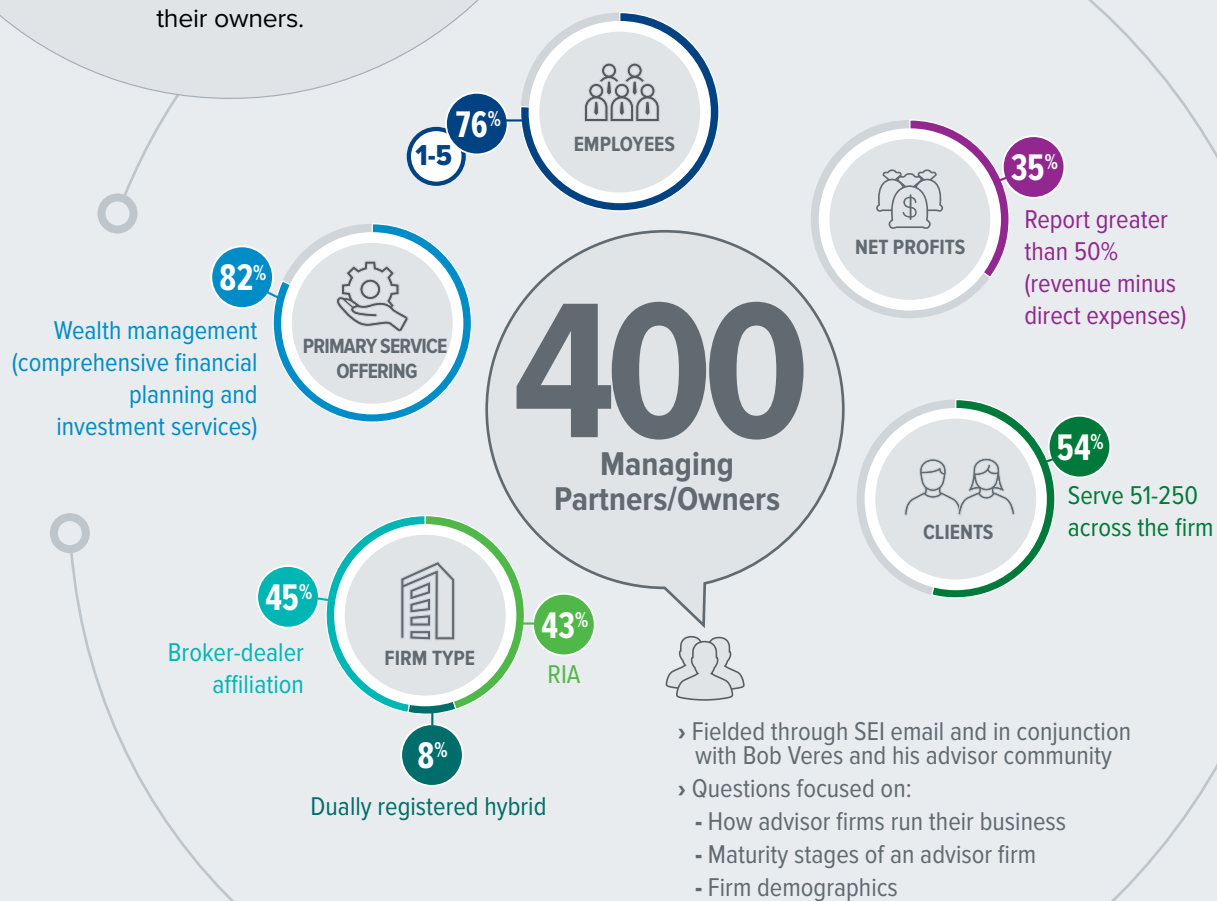 their owners.
76%
1-5
EMPLOYEES
35%
NET PROFITS
Report greater
than 50%
(revenue minus
direct expenses)
82%
Wealth management
(comprehensive financial
planning and
investment services)
PRIMARY SERVICE
OFFERING
$
400
Managing
Partners/Owners
54%
Serve 51-250
across the firm
CLIENTS
45%
Broker-dealer
affiliation
FIRM TYPE
43%
RIA
8%
Dually registered hybrid
› Fielded through SEI email and in conjunction
with Bob Veres and his advisor community
› Questions focused on:
- How advisor firms run their business
- Maturity stages of an advisor firm
- Firm demographics